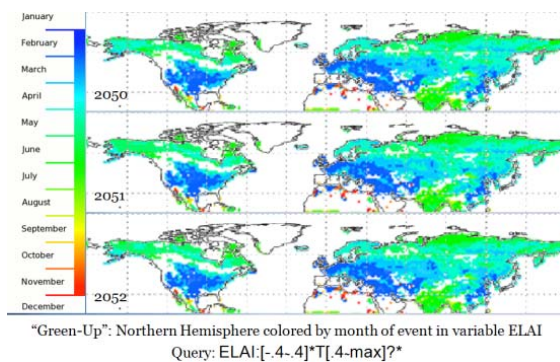 January
February
March
April
May
June
July
August
September
October
November
December
2050
2051
2052
“Green-Up”: Northern Hemisphere colored by month of event in variable ELAI
Query: ELAI:[-.4-.4]*T[.4-max]?*